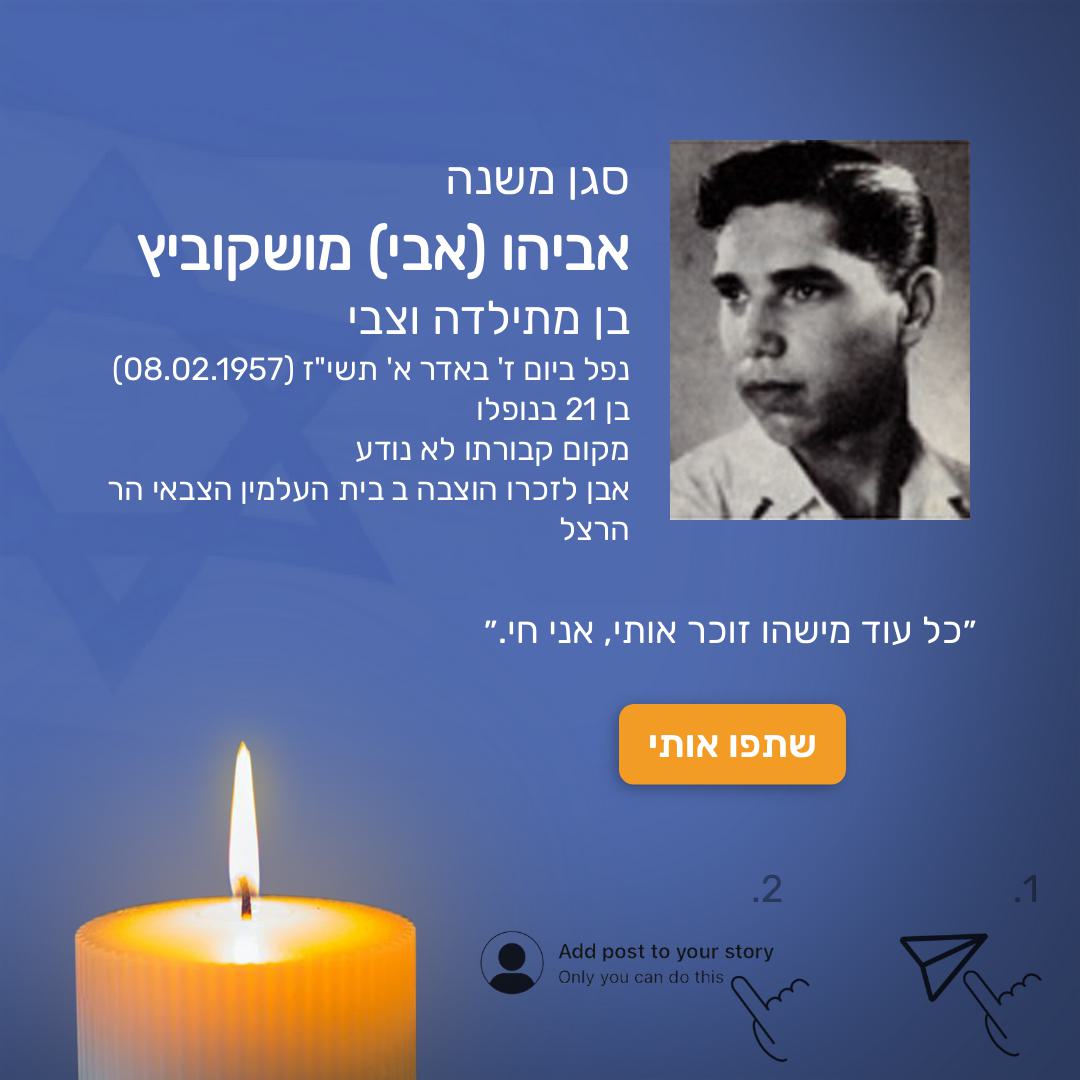 סגן משנה
אביהו (אבי) מושקוביץ
בן מתילדה וצבי
נפל ביום ז' באדר א' תשי"ז (08.02.1957)
בן 21 בנופלו
מקום קבורתו לא נודע
אבן לזכרו הוצבה ב בית העלמין הצבאי הר
הרצל
״כל עוד מישהו זוכר אותי, אני חי.״
שתפו אותי
1.
2.
Add post to your story
Only you can do this